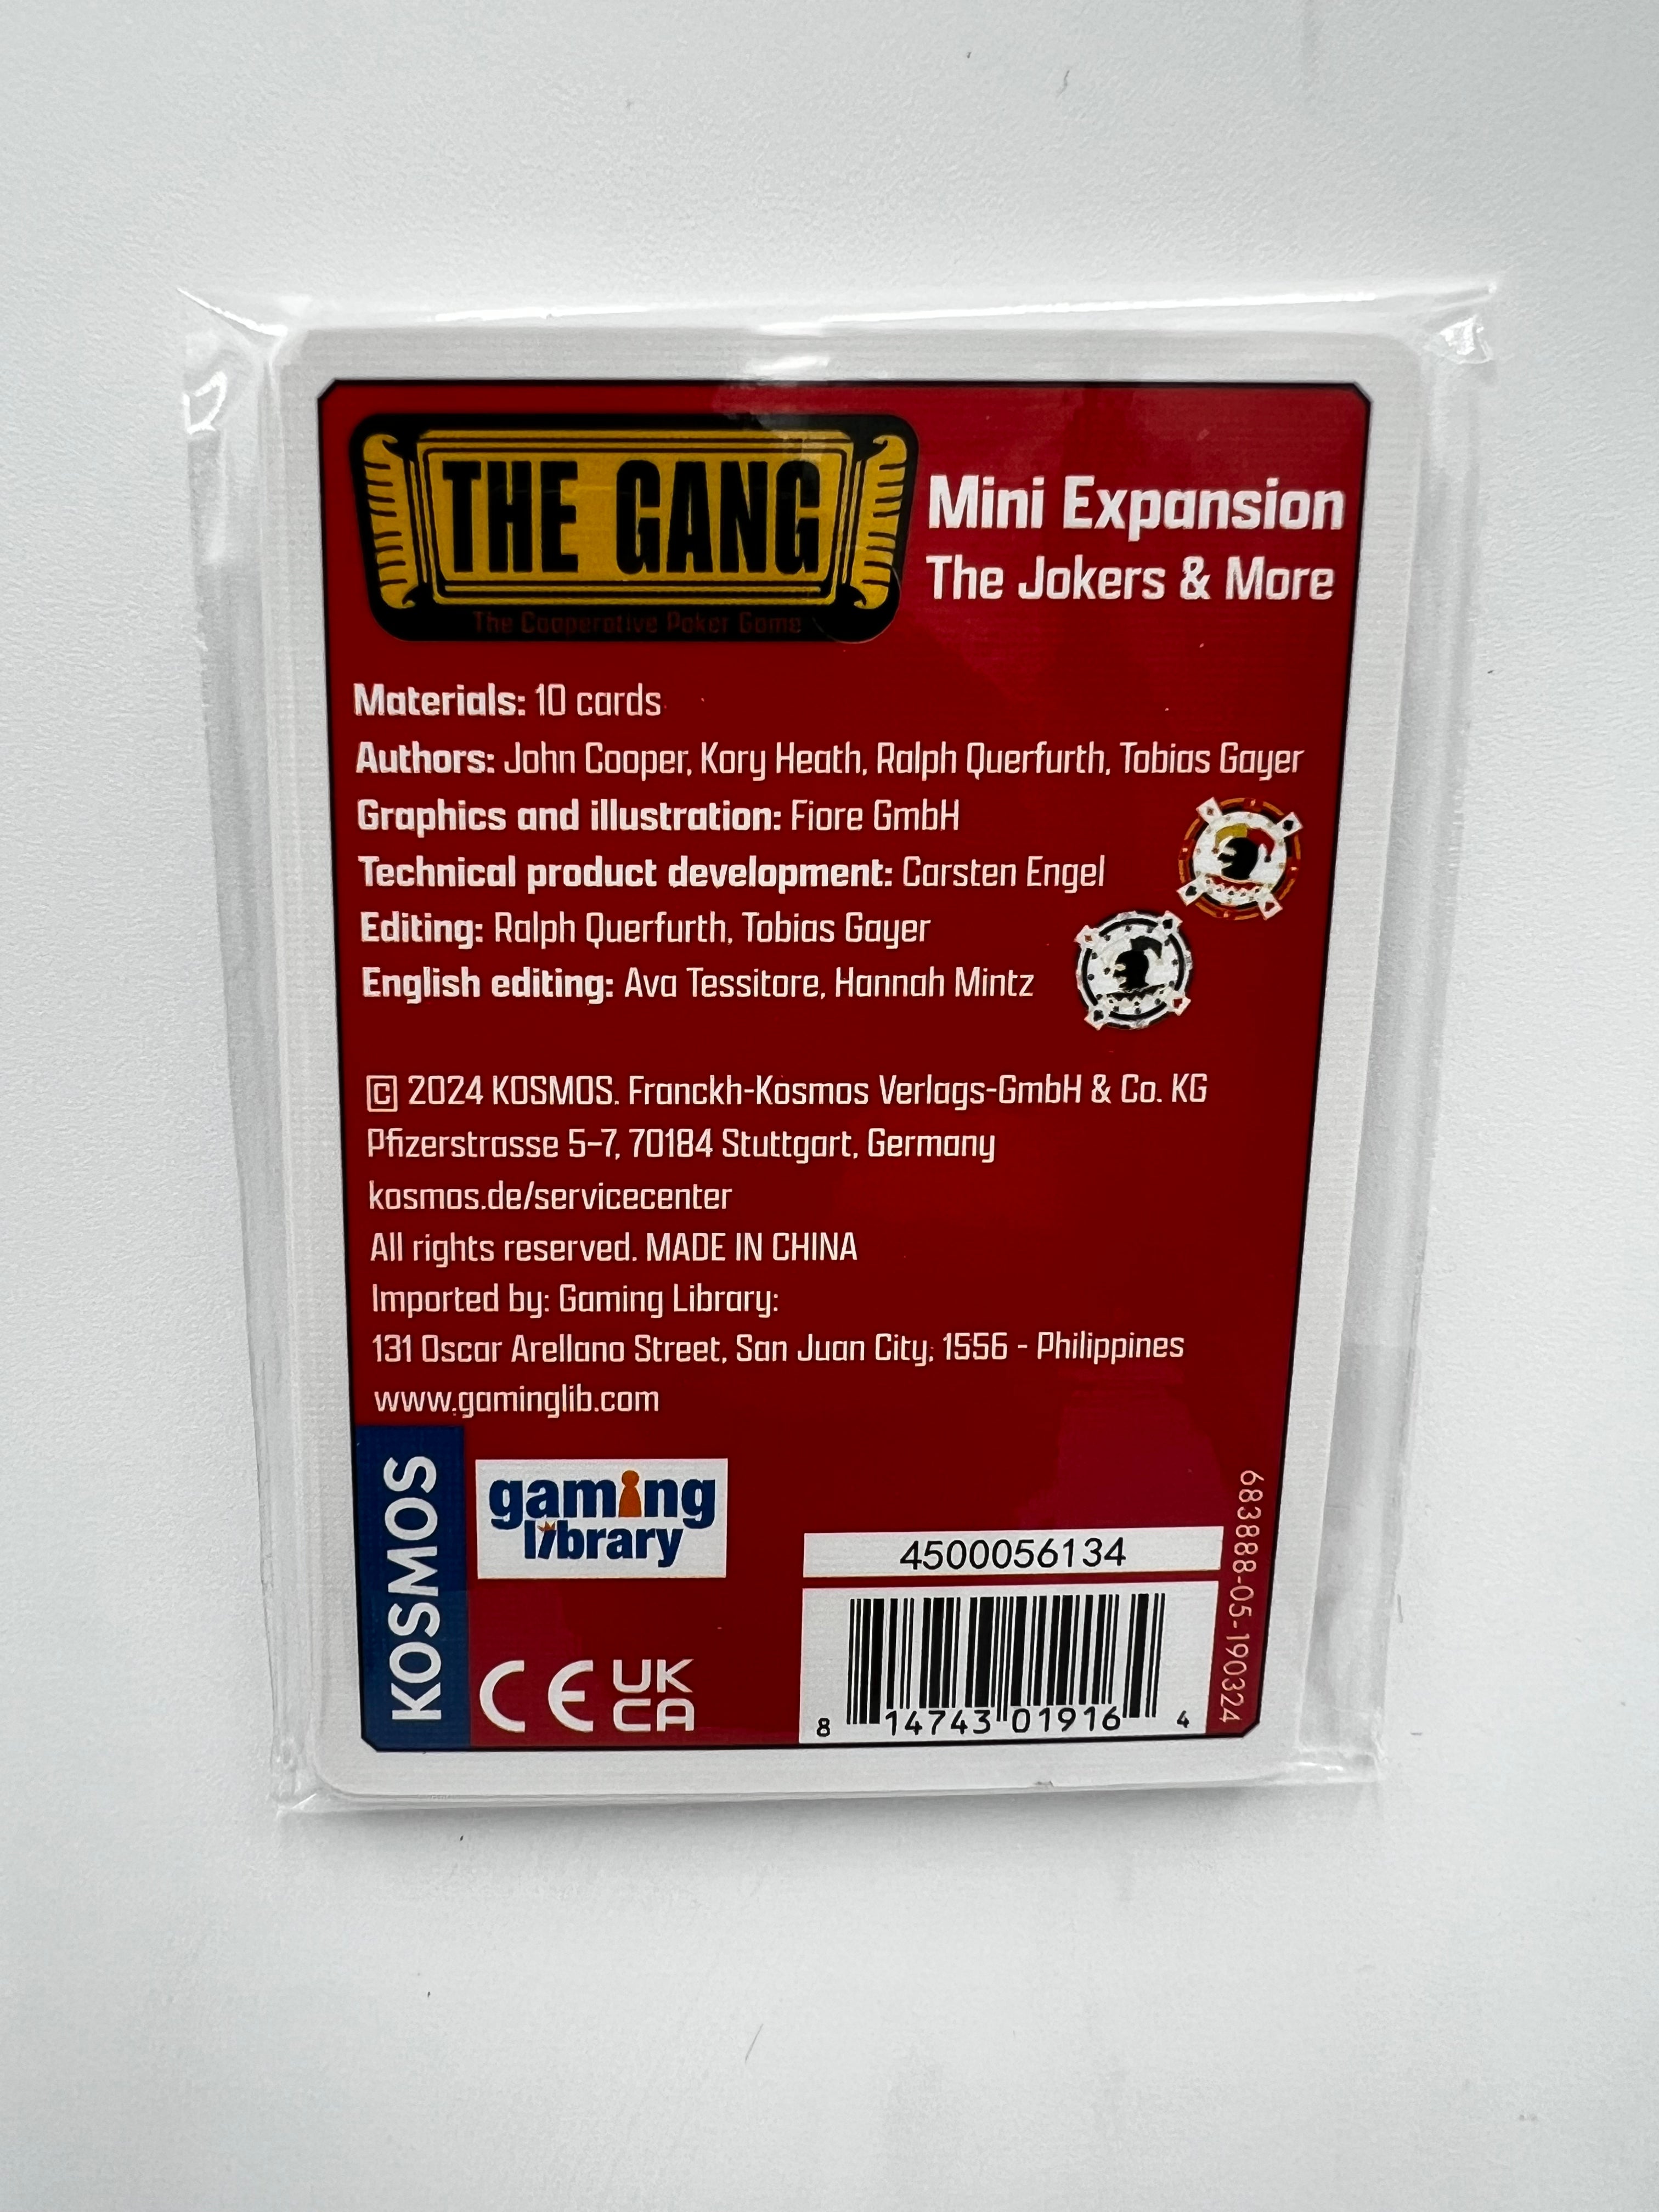 THE GANG
The Cooperative Poker Game
Mini Expansion
The Jokers & More
Materials: 10 cards
Authors: John Cooper, Kory Heath, Ralph Querfurth, Tobias Gayer
Graphics and illustration: Fiore GmbH
Technical product development: Carsten Engel
Editing: Ralph Querfurth, Tobias Gayer
English editing: Ava Tessitore, Hannah Mintz
© 2024 KOSMOS. Franckh-Kosmos Verlags-GmbH & Co. KG
Pfizerstrasse 5–7, 70184 Stuttgart, Germany
kosmos.de/servicecenter
All rights reserved. MADE IN CHINA
Imported by: Gaming Library:
131 Oscar Arellano Street, San Juan City, 1556 - Philippines
www.gaminglib.com
KOSMOS
gaming
library
CE
UK
CA
4500056134
8 14743 01916 4
683888-05-190324